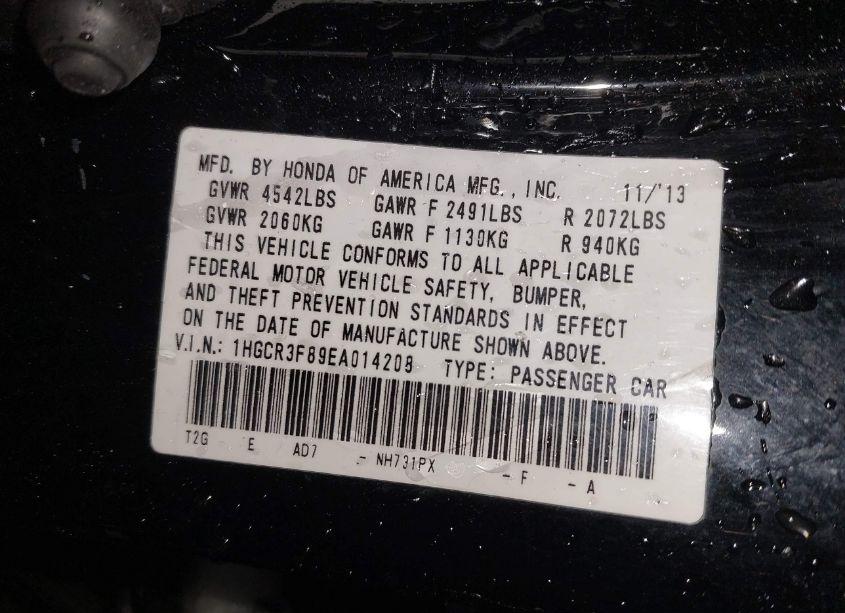 MFD. BY HONDA OF AMERICA MFG., INC. 11/'13
GVWR 4542LBS GAWR F 2491LBS R 2072LBS
GVWR 2060KG GAWR F 1130KG R 940KG
THIS VEHICLE CONFORMS TO ALL APPLICABLE
FEDERAL MOTOR VEHICLE SAFETY, BUMPER,
AND THEFT PREVENTION STANDARDS IN EFFECT
ON THE DATE OF MANUFACTURE SHOWN ABOVE.
V.I.N.: 1HGCR3F89EA014208 TYPE: PASSENGER CAR
T2G E AD7 - NH731PX - F - A